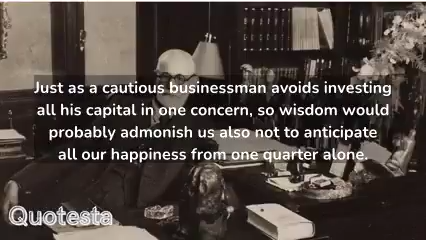 Just as a cautious businessman avoids investing
all his capital in one concern, so wisdom would
probably admonish us also not to anticipate
all our happiness from one quarter alone.
Quotesta